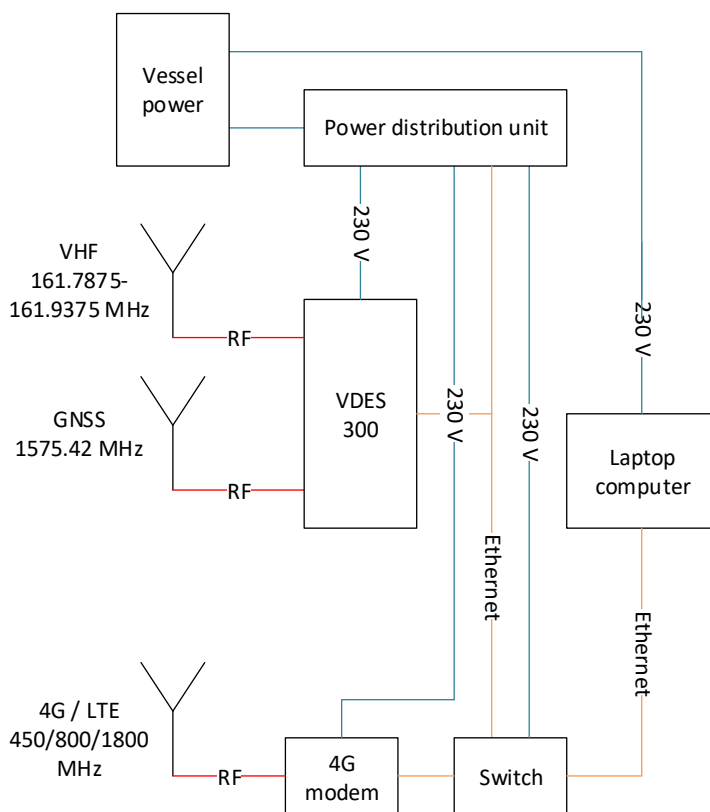 Vessel
power
Power distribution unit
230 V
VHF
161.7875-
161.9375 MHz
RF
230 V
VDES
300
230 V
230 V
GNSS
1575.42 MHz
RF
Laptop
computer
Ethernet
Ethernet
4G / LTE
450/800/1800
MHz
RF
4G
modem
Switch